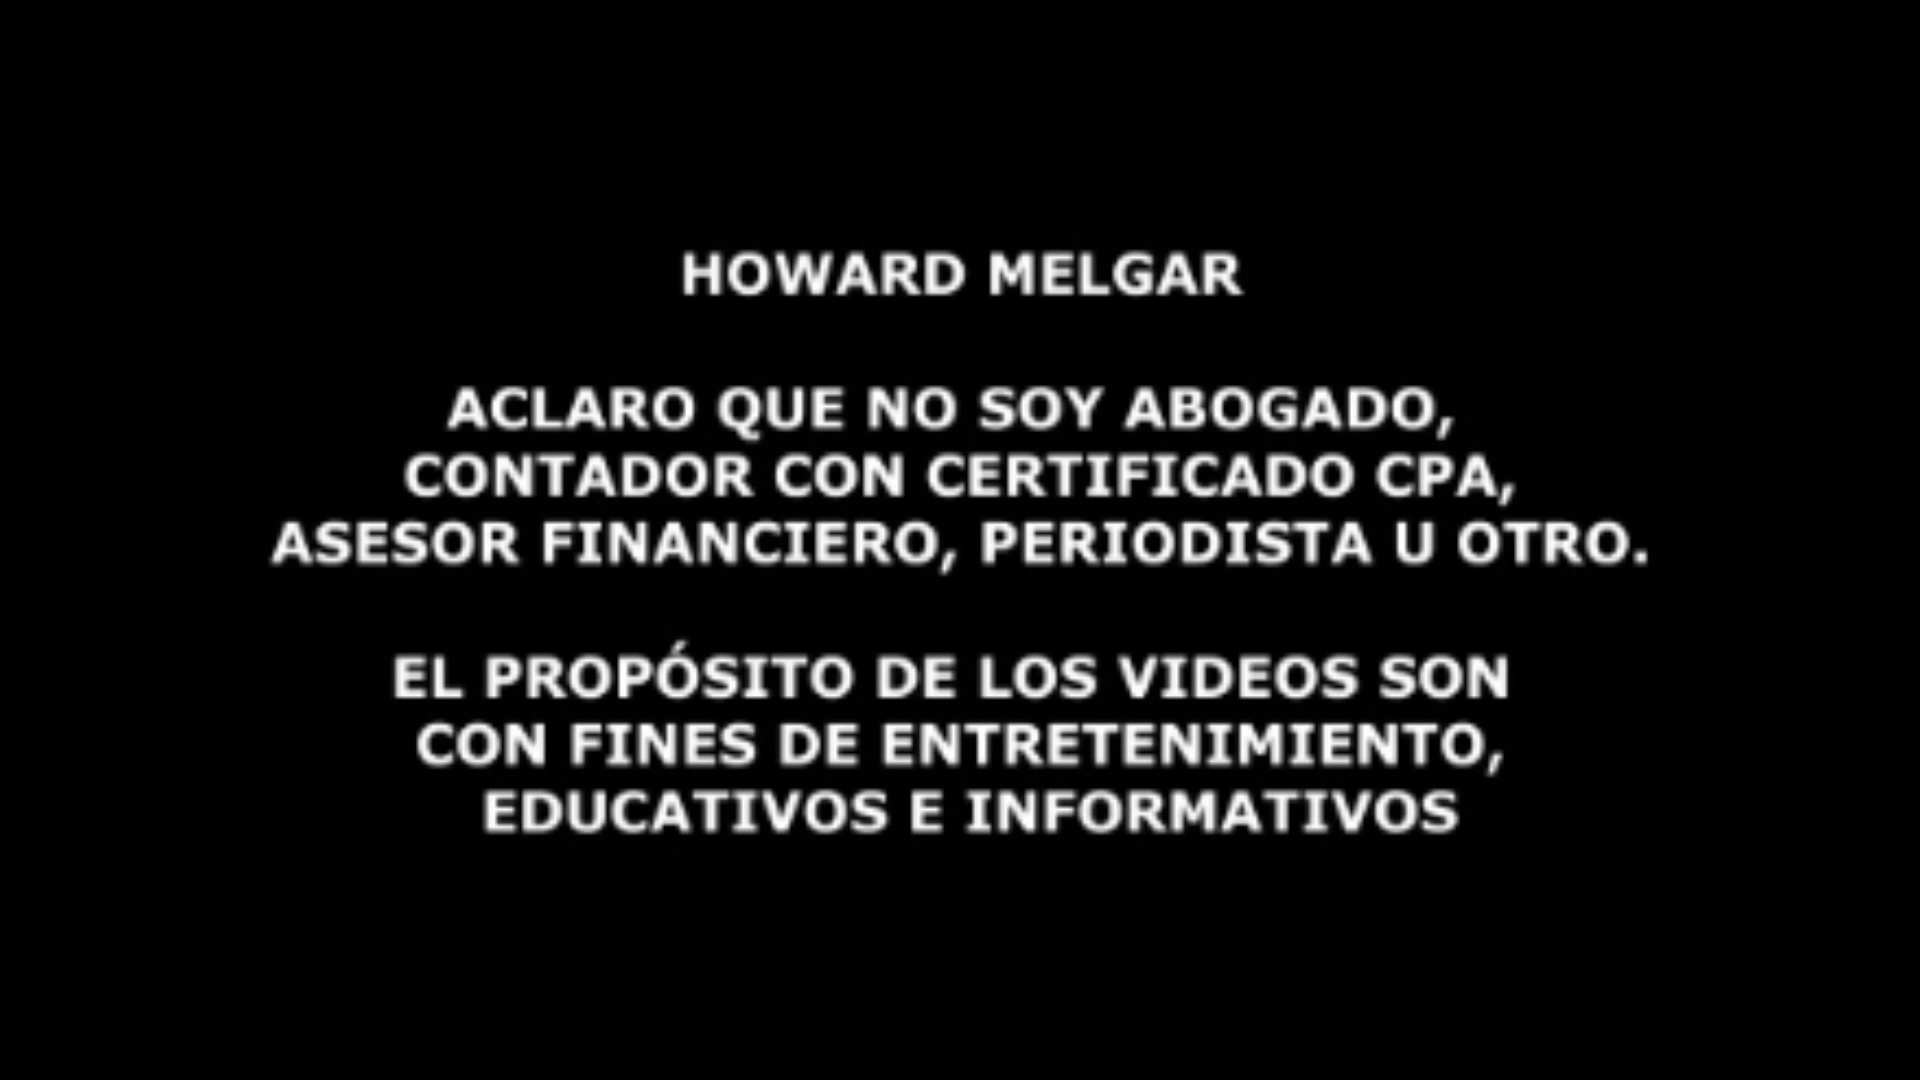 HOWARD MELGAR
ACLARO QUE NO SOY ABOGADO,
CONTADOR CON CERTIFICADO CPA,
ASESOR FINANCIERO, PERIODISTA U OTRO.
EL PROPÓSITO DE LOS VIDEOS SON
CON FINES DE ENTRETENIMIENTO,
EDUCATIVOS E INFORMATIVOS